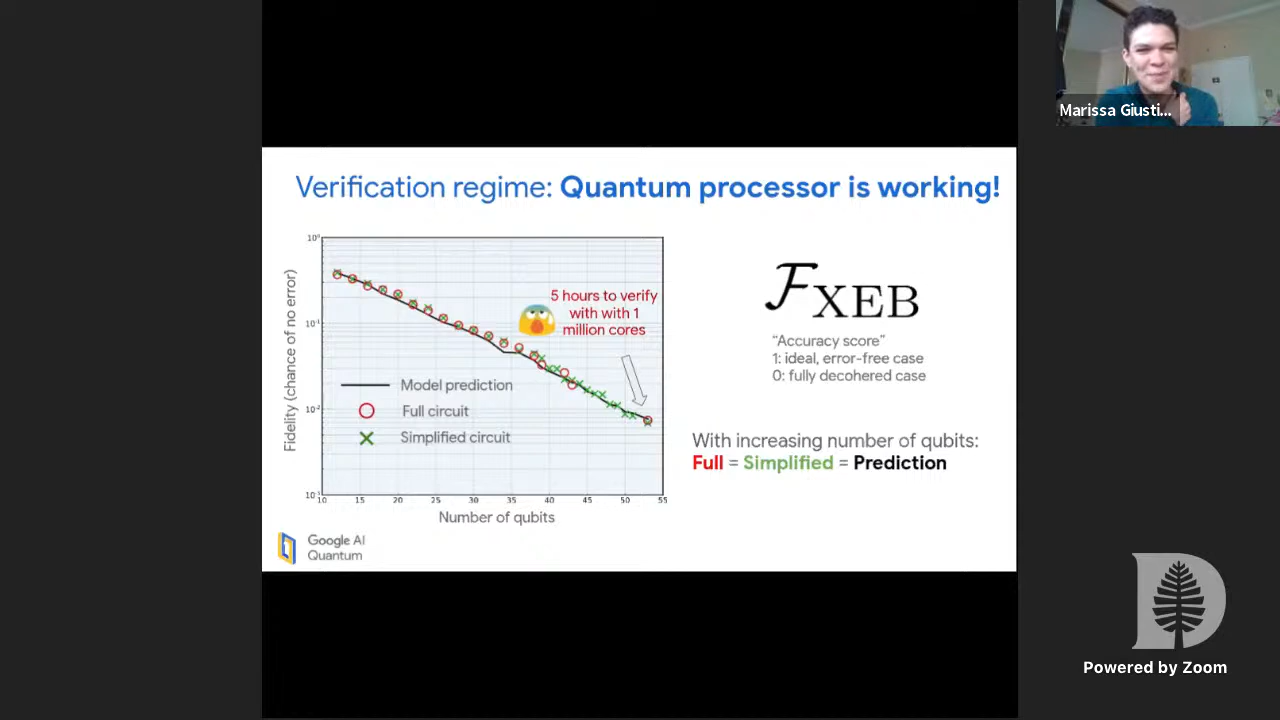 Marissa Giusti...
Verification regime: Quantum processor is working!
10⁰
10⁻¹
10⁻²
Fidelity (chance of no error)
5 hours to verify
with with 1
million cores
Model prediction
Full circuit
Simplified circuit
10 15 20 25 30 35 40 45 50 55
Number of qubits
FXEB
“Accuracy score”
1: ideal, error-free case
0: fully decohered case
With increasing number of qubits:
Full = Simplified = Prediction
Google AI
Quantum
D
Powered by Zoom